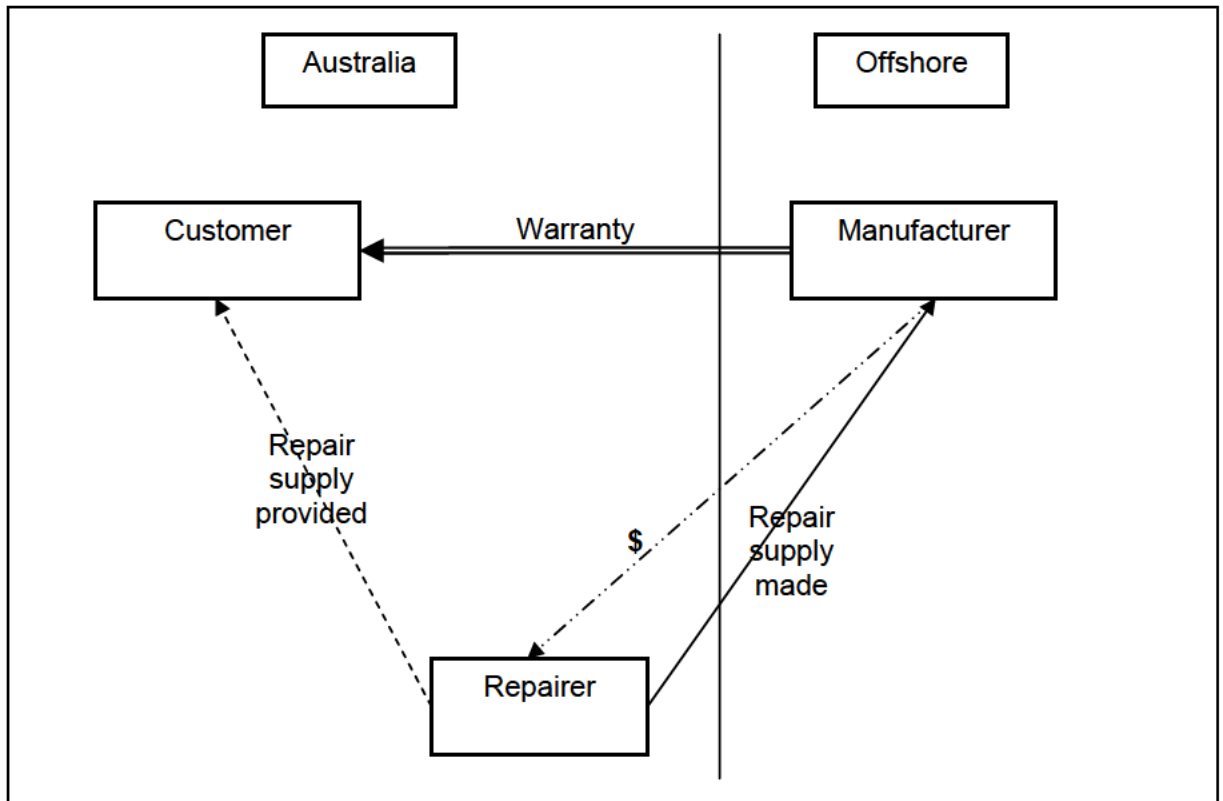 Australia
Offshore
Customer
Warranty
Manufacturer
Repair
supply
provided
$
Repair
supply
made
Repairer